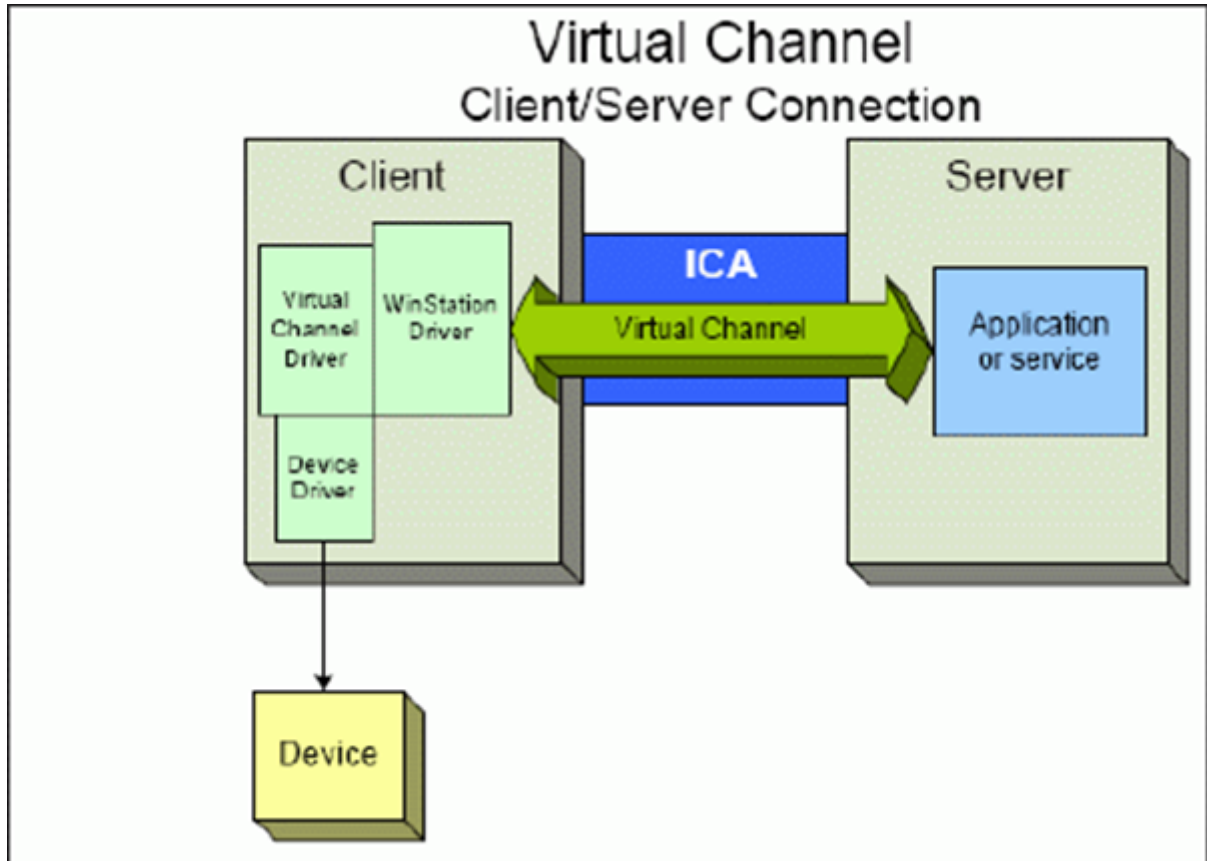 Virtual Channel
Client/Server Connection
Client
Server
Virtual
Channel
Driver
WinStation
Driver
ICA
Virtual Channel
Application
or service
Device
Driver
Device